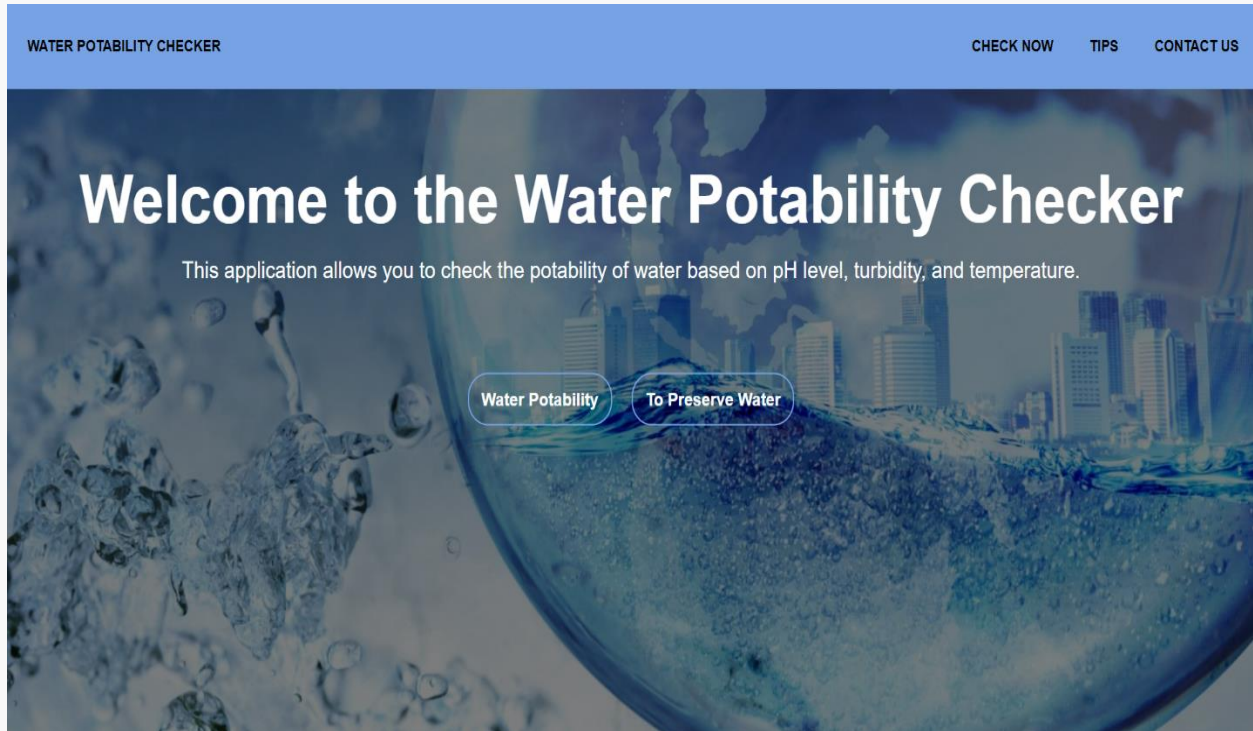 WATER POTABILITY CHECKER
CHECK NOW
TIPS
CONTACT US
Welcome to the Water Potability Checker
This application allows you to check the potability of water based on pH level, turbidity, and temperature.
Water Potability
To Preserve Water